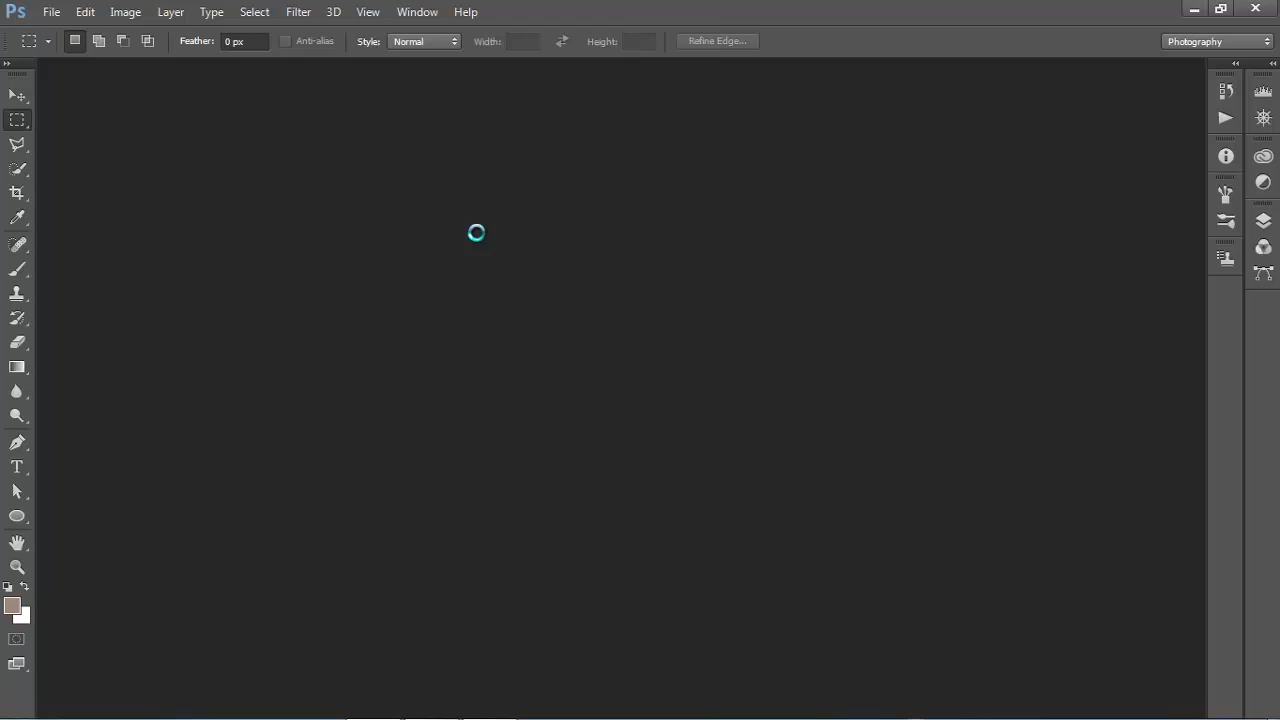 Ps File Edit Image Layer Type Select Filter 3D View Window Help
Feather: 0 px Anti-alias Style: Normal Width: Height: Refine Edge... Photography
T